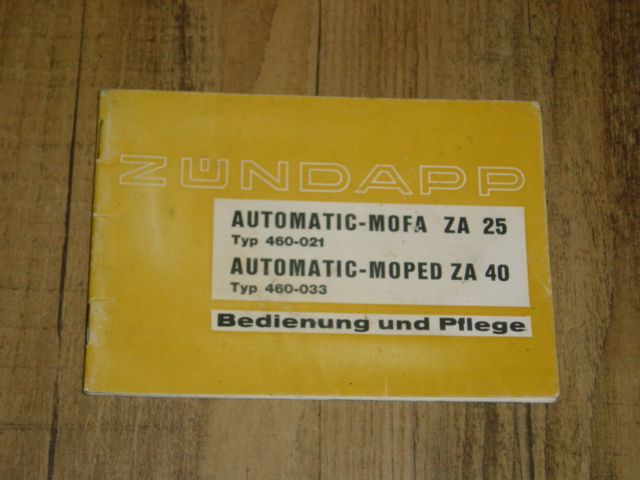 ZÜNDAPP
AUTOMATIC-MOFA ZA 25
Typ 460-021
AUTOMATIC-MOPED ZA 40
Typ 460-033
Bedienung und Pflege